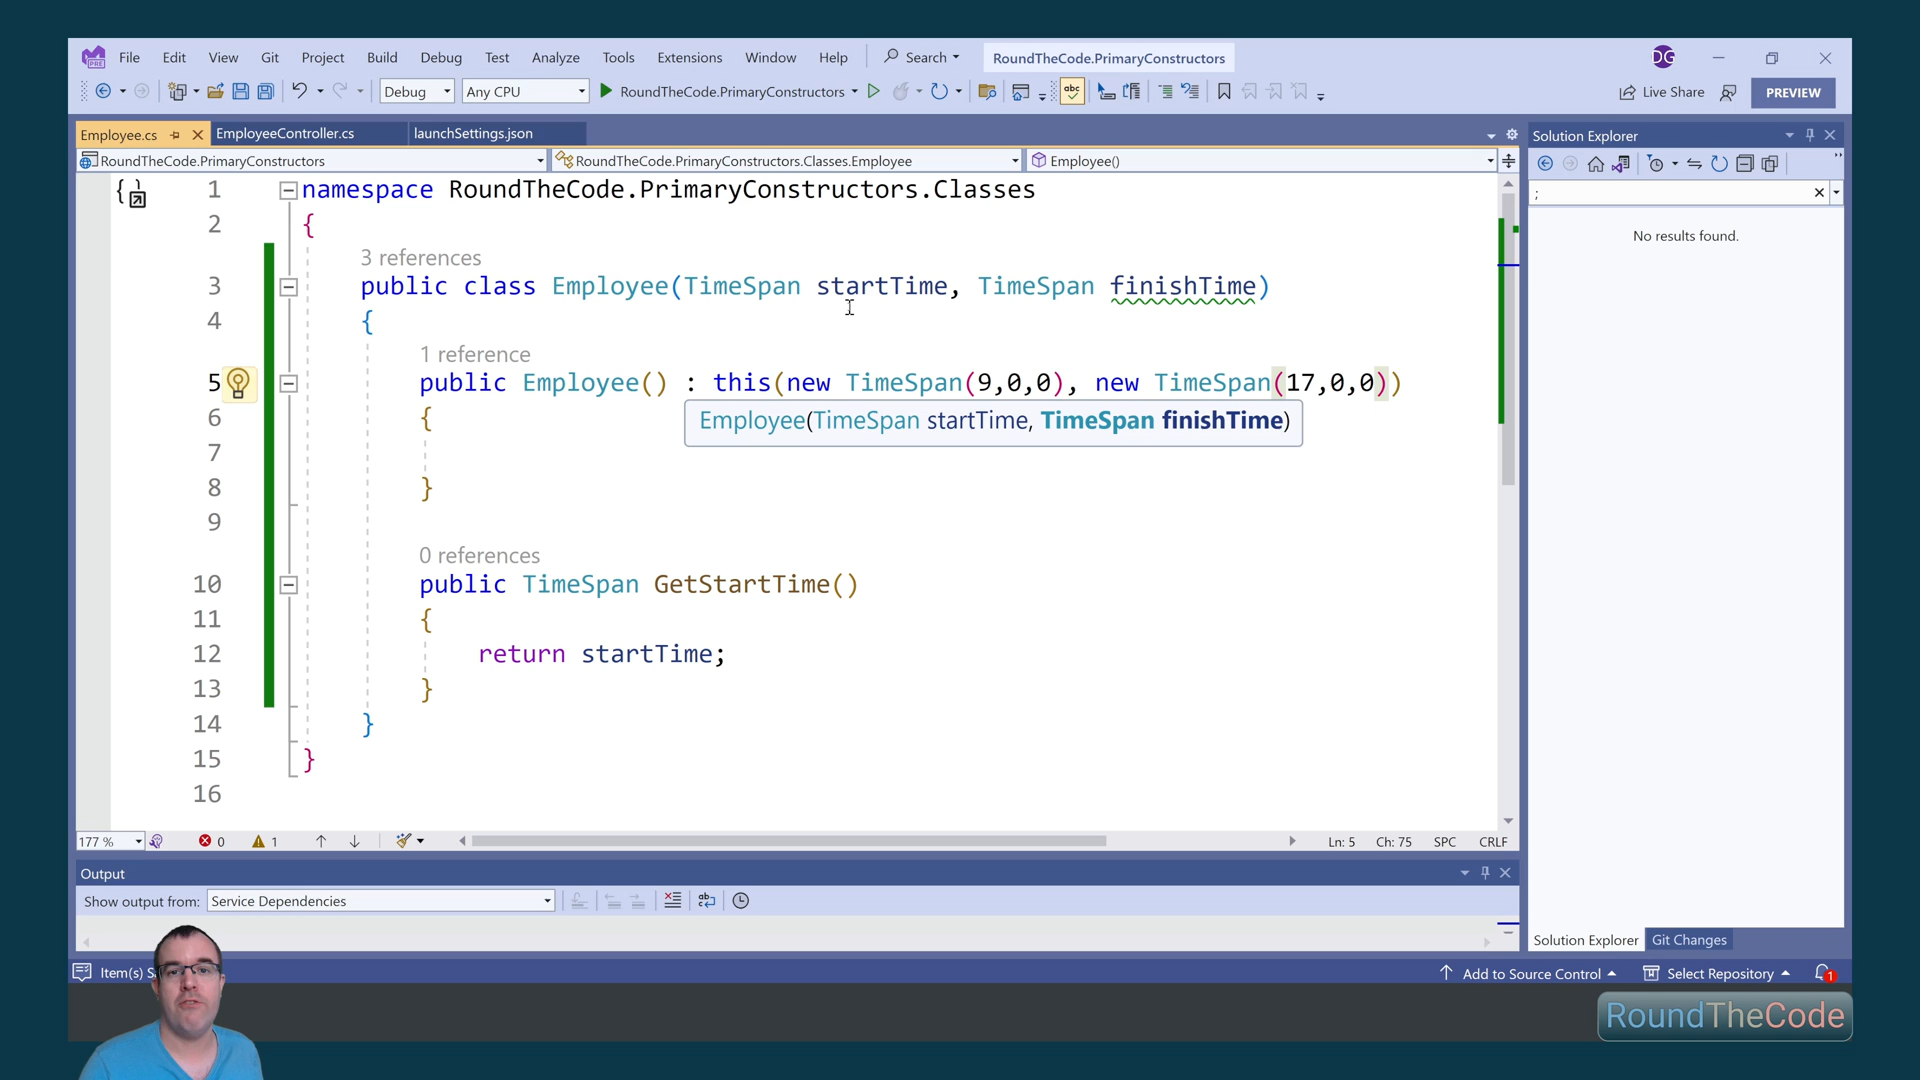 File Edit View Git Project Build Debug Test Analyze Tools Extensions Window Help Search RoundTheCode.PrimaryConstructors DG
Debug Any CPU RoundTheCode.PrimaryConstructors abc Live Share PREVIEW
Employee.cs EmployeeController.cs launchSettings.json
RoundTheCode.PrimaryConstructors RoundTheCode.PrimaryConstructors.Classes.Employee Employee()
1 namespace RoundTheCode.PrimaryConstructors.Classes
2 {
3 references
3 public class Employee(TimeSpan startTime, TimeSpan finishTime)
4 {
1 reference
5 public Employee() : this(new TimeSpan(9,0,0), new TimeSpan(17,0,0))
6 {
Employee(TimeSpan startTime, TimeSpan finishTime)
7
8 }
9
0 references
10 public TimeSpan GetStartTime()
11 {
12 return startTime;
13 }
14 }
15 }
16
177 % 0 1 Ln: 5 Ch: 75 SPC CRLF
Output
Show output from: Service Dependencies
Solution Explorer
;
No results found.
Solution Explorer Git Changes
Item(s) S Add to Source Control Select Repository 1
RoundTheCode